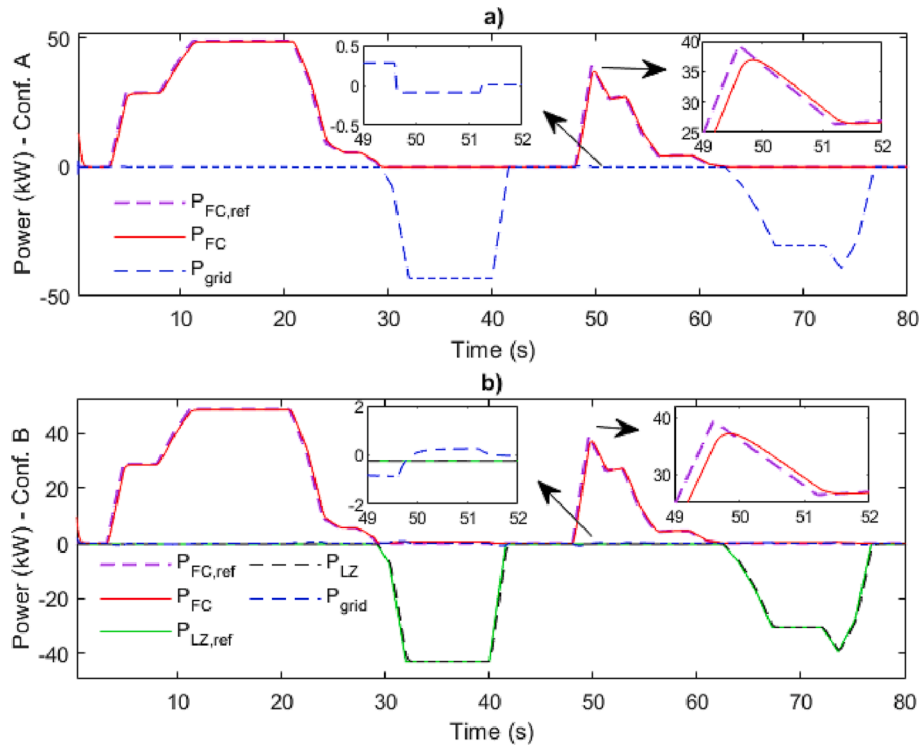 a)
Power (kW) - Conf. A
50
0
-50
0.5
0
-0.5
49 50 51 52
40
35
30
25
49 50 51 52
P_FC,ref
P_FC
P_grid
10 20 30 40 50 60 70 80
Time (s)
b)
Power (kW) - Conf. B
40
20
0
-20
-40
2
0
-2
49 50 51 52
40
30
49 50 51 52
P_FC,ref P_LZ
P_FC P_grid
P_LZ,ref
10 20 30 40 50 60 70 80
Time (s)